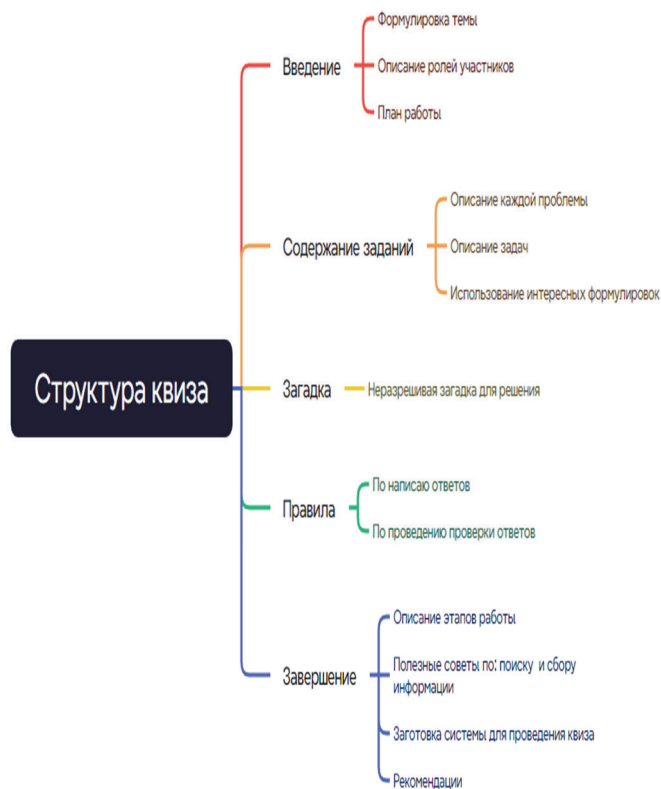 Структура квиза
Введение
Формулировка темы
Описание ролей участников
План работы
Содержание заданий
Описание каждой проблемы
Описание задач
Использование интересных формулировок
Загадка
Неразрешивая загадка для решения
Правила
По написаю ответов
По проведению проверки ответов
Завершение
Описание этапов работы
Полезные советы по: поиску и сбору
информации
Заготовка системы для проведения квиза
Рекомендации